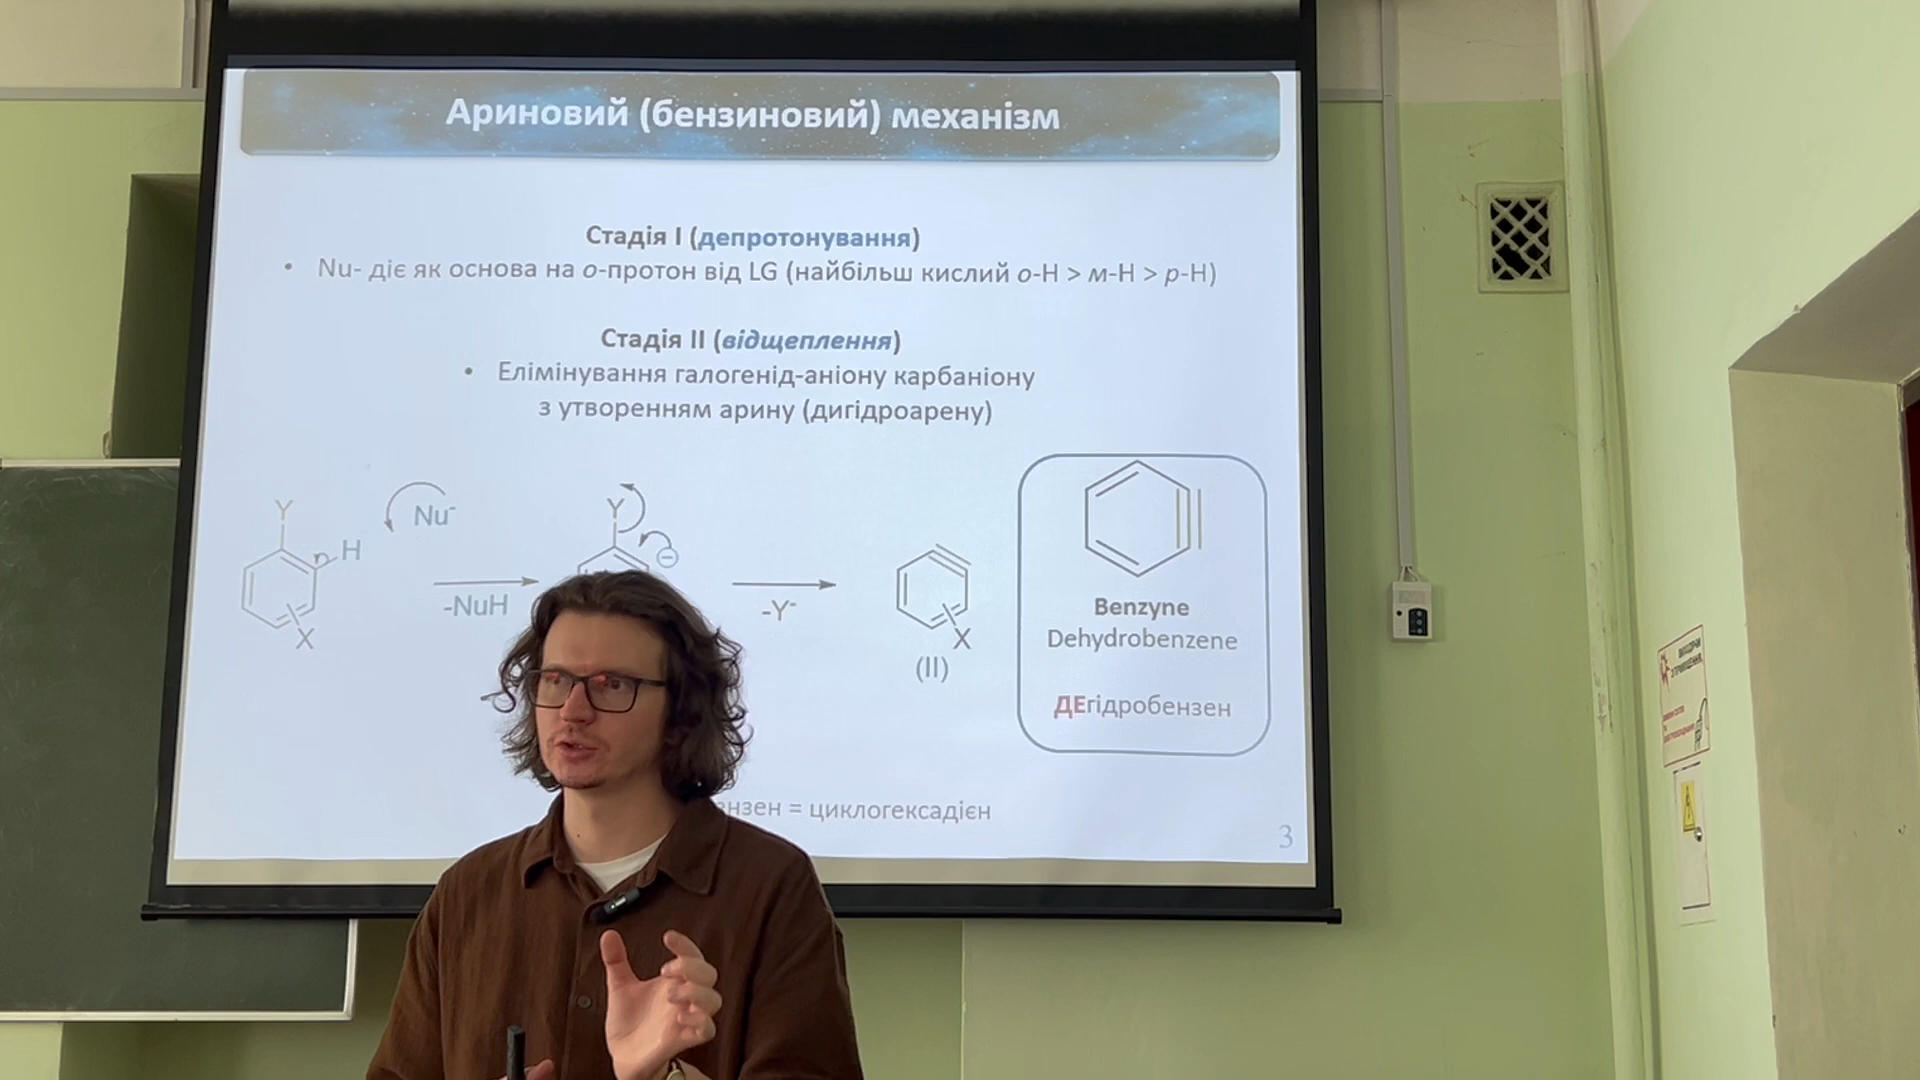 Ариновий (бензиновий) механізм
Стадія I (депротонування)
• Nu- діє як основа на о-протон від LG (найбільш кислий о-H > м-H > p-H)
Стадія II (відщеплення)
• Елімінування галогенід-аніону карбаніону
з утворенням арину (дигідроарену)
Y
H
X
Nu-
-NuH
Y
-Y-
X
(II)
Benzyne
Dehydrobenzene
ДЕгідробензен
= циклогексадієн
3